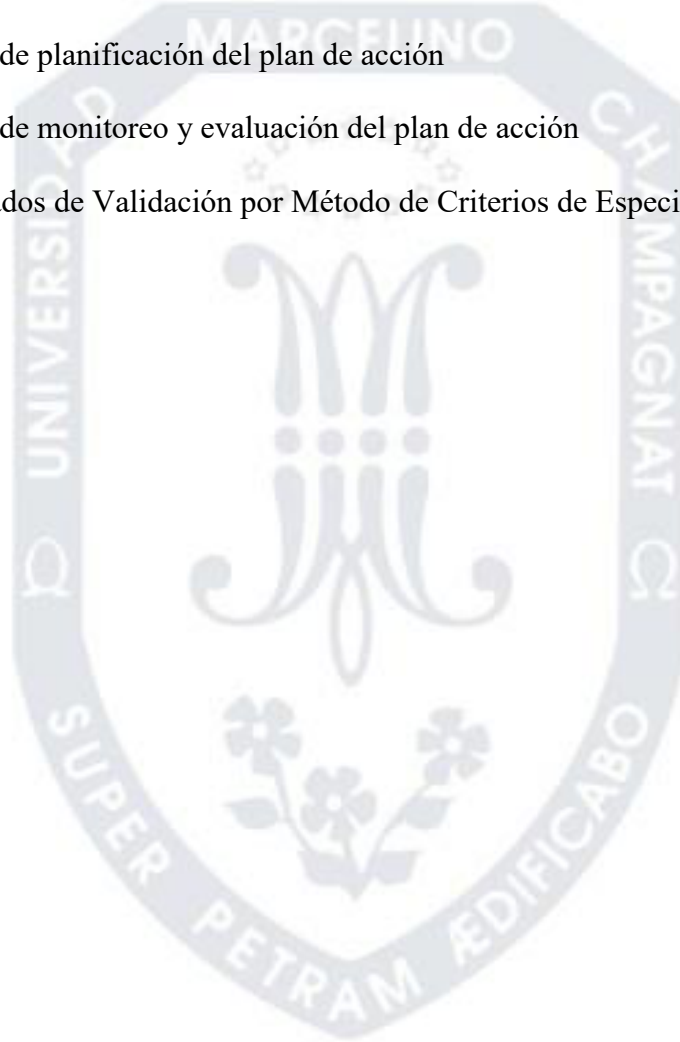 de planificación del plan de acción
de monitoreo y evaluación del plan de acción
ados de Validación por Método de Criterios de Especi
UNIVERSIDAD MARCELINO CHAMPAGNAT
SUPER PETRAM ÆDIFICABO